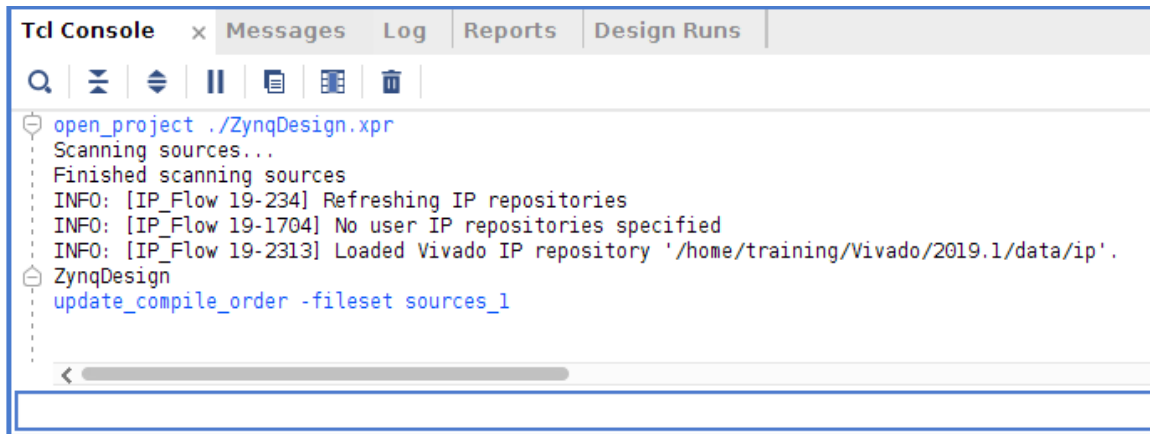 Tcl Console × Messages Log Reports Design Runs
open_project ./ZynqDesign.xpr
Scanning sources...
Finished scanning sources
INFO: [IP_Flow 19-234] Refreshing IP repositories
INFO: [IP_Flow 19-1704] No user IP repositories specified
INFO: [IP_Flow 19-2313] Loaded Vivado IP repository '/home/training/Vivado/2019.1/data/ip'.
ZynqDesign
update_compile_order -fileset sources_1